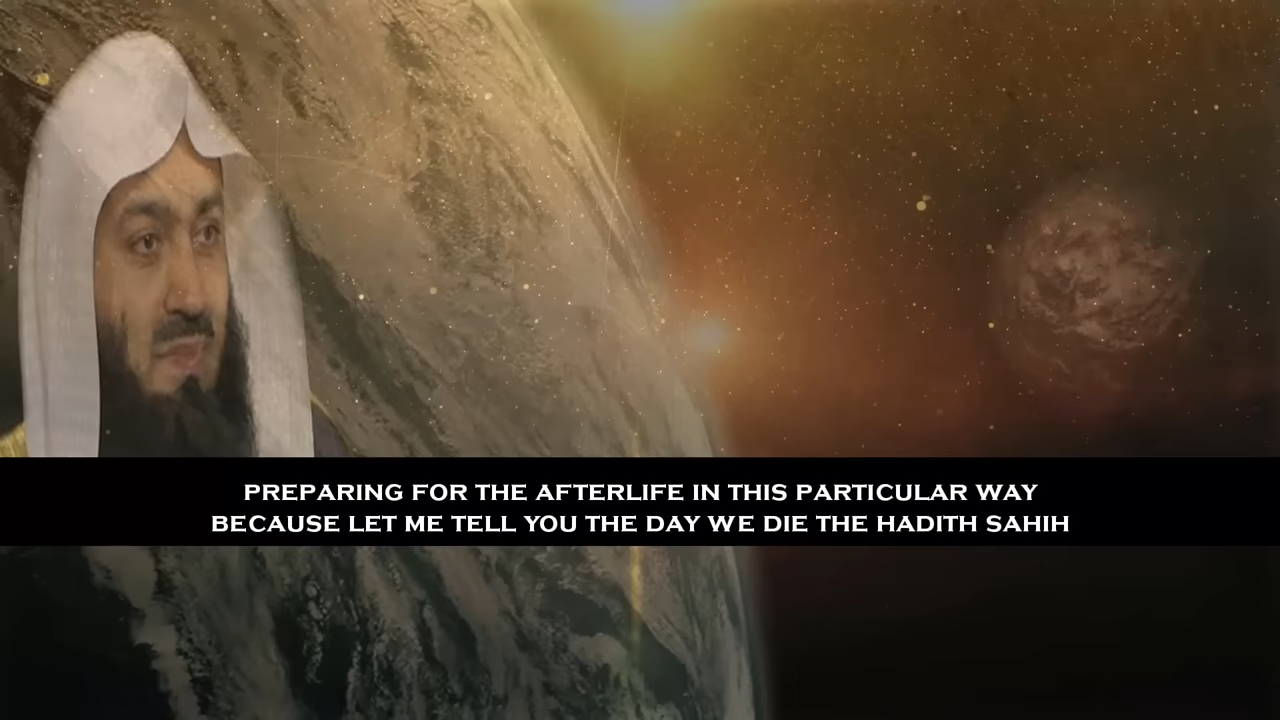 PREPARING FOR THE AFTERLIFE IN THIS PARTICULAR WAY
BECAUSE LET ME TELL YOU THE DAY WE DIE THE HADITH SAHIH